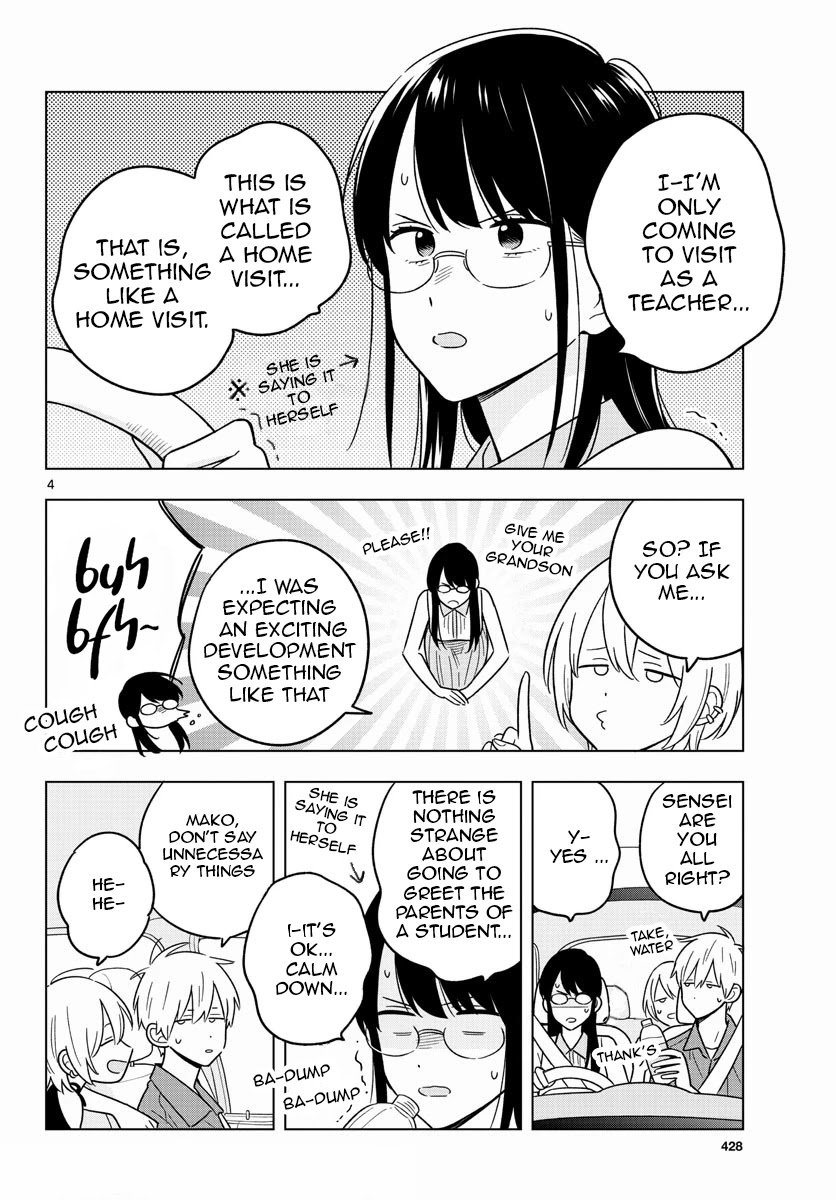 I-I'M
ONLY
COMING
TO VISIT
AS A
TEACHER...
THIS IS
WHAT IS
CALLED
A HOME
VISIT...
THAT IS,
SOMETHING
LIKE A
HOME VISIT.
※
SHE IS
SAYING IT
TO
HERSELF
4
SO? IF
YOU ASK
ME...
GIVE ME
YOUR
GRANDSON
PLEASE!!
...I WAS
EXPECTING
AN EXCITING
DEVELOPMENT
SOMETHING
LIKE THAT
buh
bfh~
COUGH
COUGH
SENSEI
ARE
YOU
ALL
RIGHT?
Y-
YES ...
TAKE,
WATER
THANK'S
THERE IS
NOTHING
STRANGE
ABOUT
GOING TO
GREET THE
PARENTS OF
A STUDENT...
SHE IS
SAYING IT
TO
HERSELF
I-IT'S
OK...
CALM
DOWN...
BA-DUMP
BA-DUMP
MAKO,
DON'T SAY
UNNECESSA
RY THINGS
HE-
HE-
428